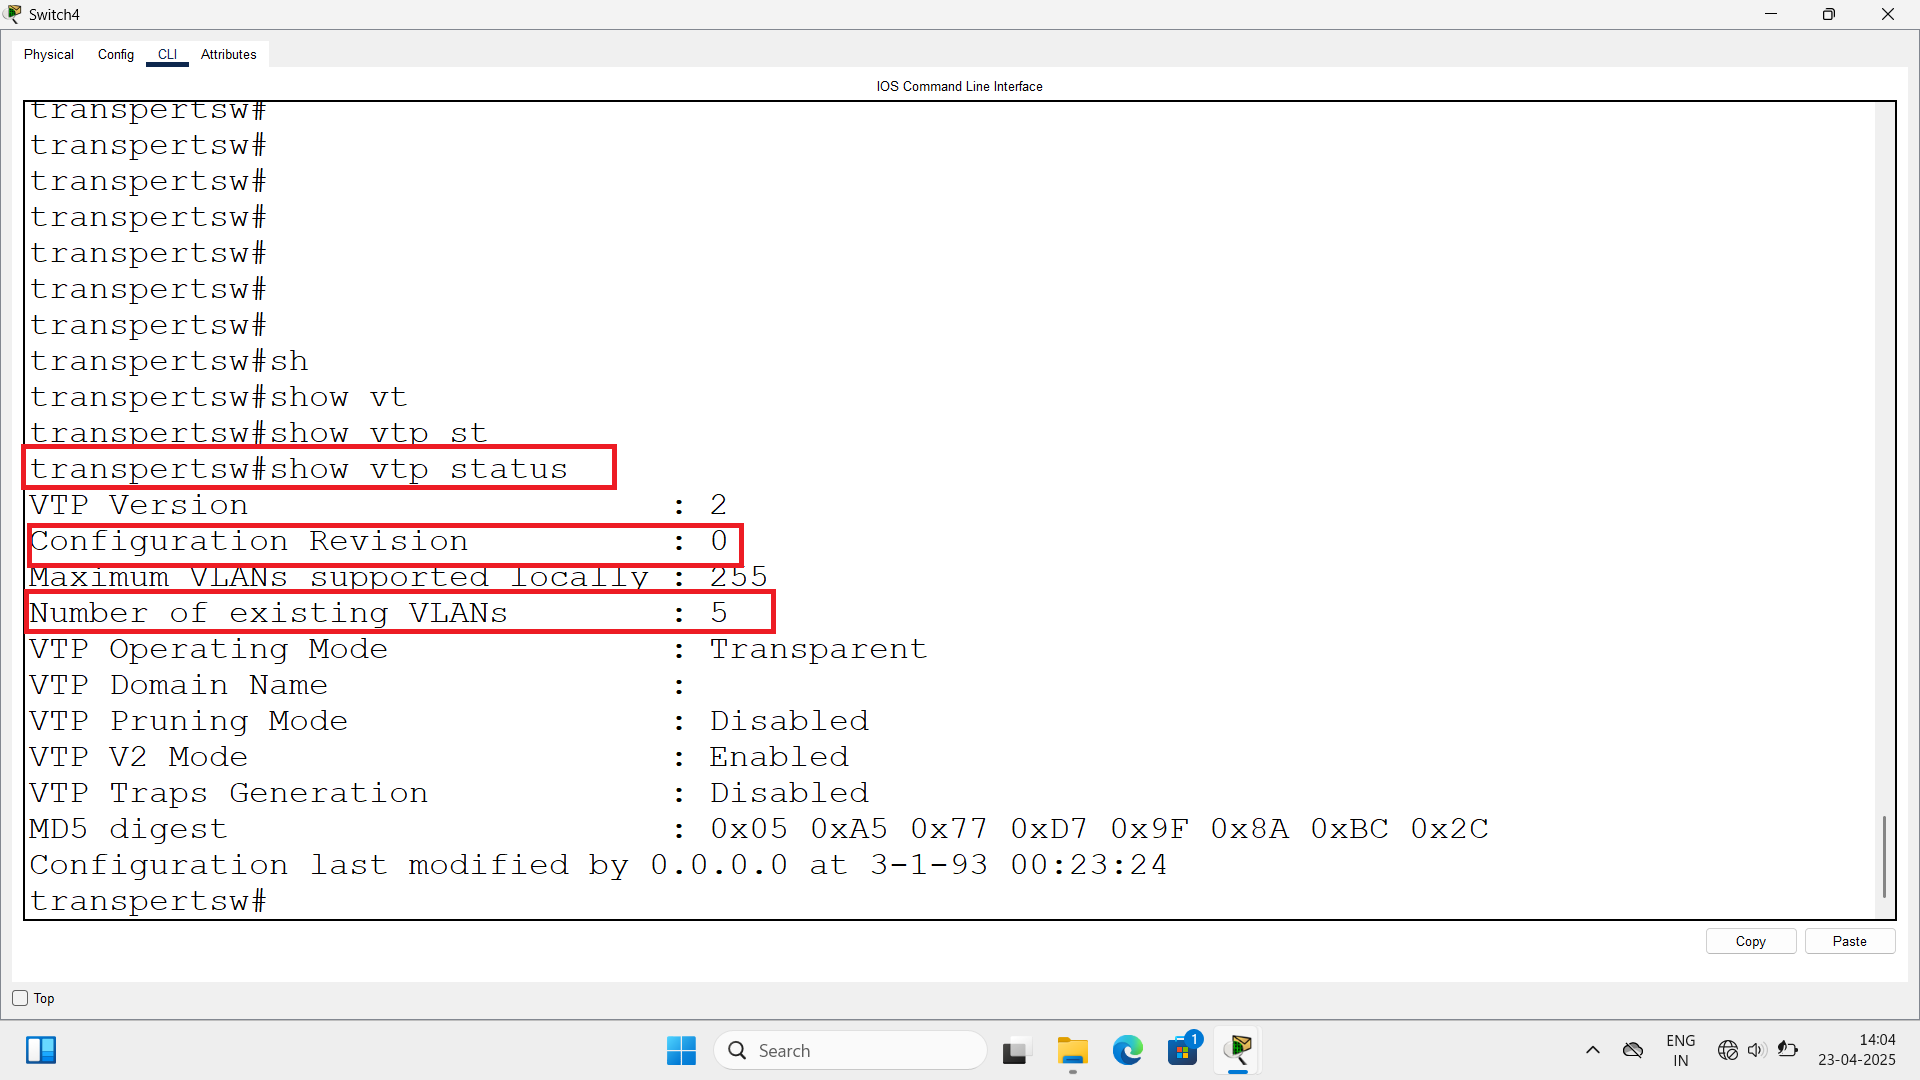 Switch4
Physical Config CLI Attributes
IOS Command Line Interface
transpertsw#
transpertsw#
transpertsw#
transpertsw#
transpertsw#
transpertsw#
transpertsw#
transpertsw#sh
transpertsw#show vt
transpertsw#show vtp st
transpertsw#show vtp status
VTP Version : 2
Configuration Revision : 0
Maximum VLANs supported locally : 255
Number of existing VLANs : 5
VTP Operating Mode : Transparent
VTP Domain Name :
VTP Pruning Mode : Disabled
VTP V2 Mode : Enabled
VTP Traps Generation : Disabled
MD5 digest : 0x05 0xA5 0x77 0xD7 0x9F 0x8A 0xBC 0x2C
Configuration last modified by 0.0.0.0 at 3-1-93 00:23:24
transpertsw#
Copy Paste
Top
Search
1
ENG
IN
14:04
23-04-2025